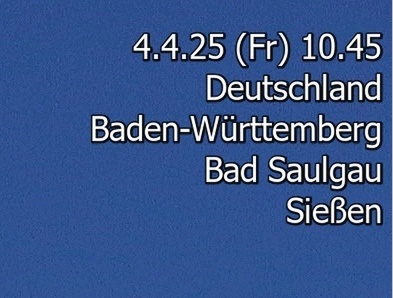 4.4.25 (Fr) 10.45
Deutschland
Baden-Württemberg
Bad Saulgau
Sießen